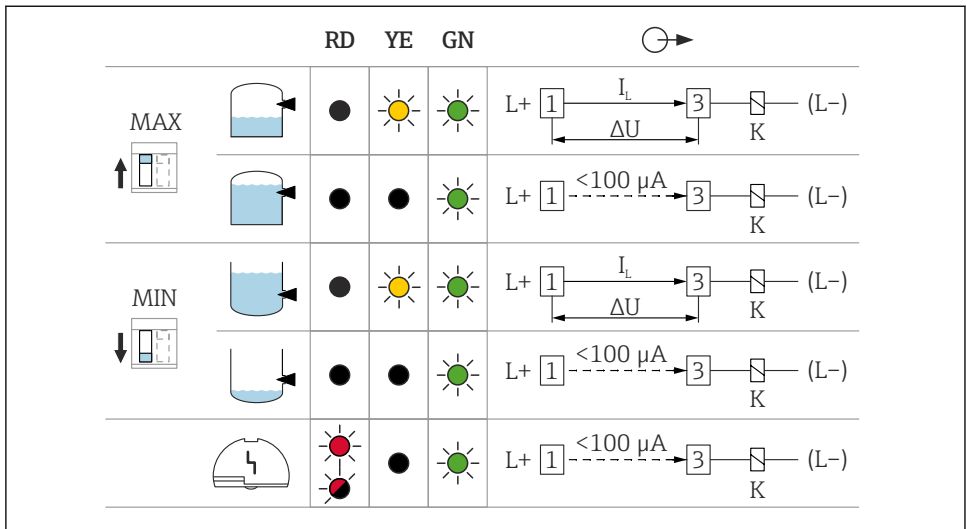 RD YE GN
MAX
L+ 1 I_L 3 (L–)
ΔU K
L+ 1 <100 µA 3 (L–)
K
MIN
L+ 1 I_L 3 (L–)
ΔU K
L+ 1 <100 µA 3 (L–)
K
L+ 1 <100 µA 3 (L–)
K